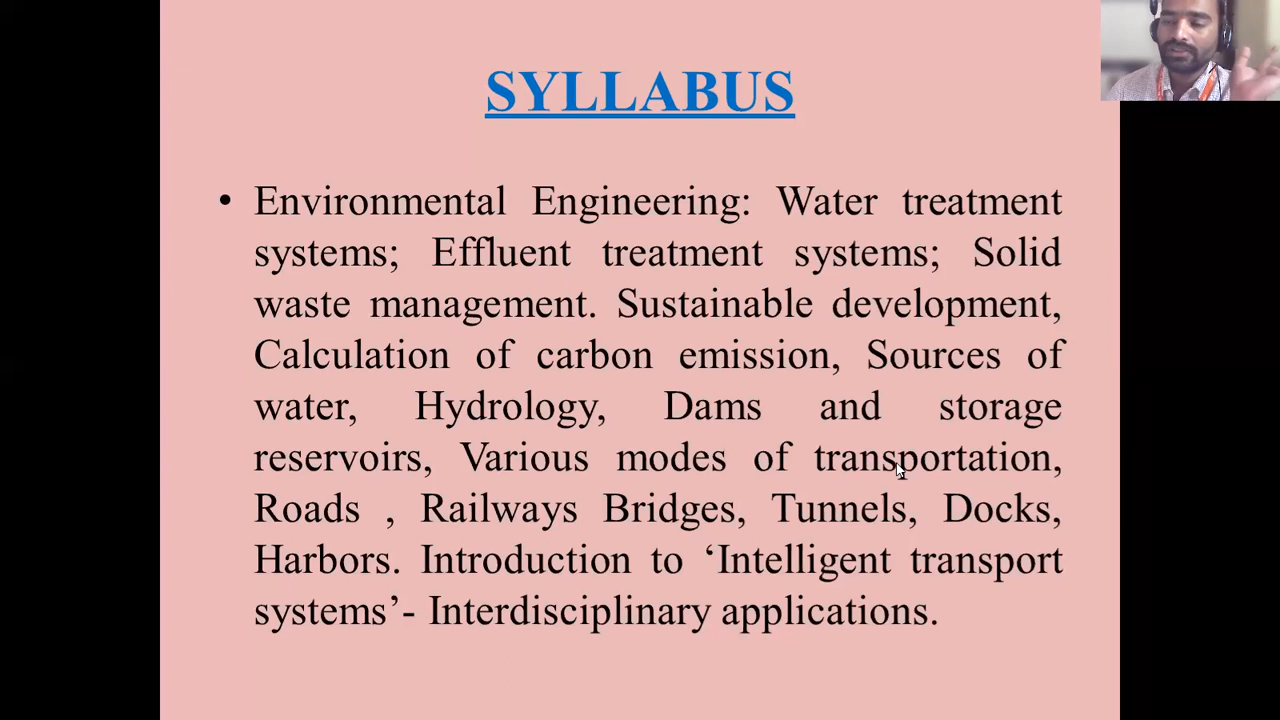 SYLLABUS
• Environmental Engineering: Water treatment
systems; Effluent treatment systems; Solid
waste management. Sustainable development,
Calculation of carbon emission, Sources of
water, Hydrology, Dams and storage
reservoirs, Various modes of transportation,
Roads , Railways Bridges, Tunnels, Docks,
Harbors. Introduction to ‘Intelligent transport
systems’- Interdisciplinary applications.